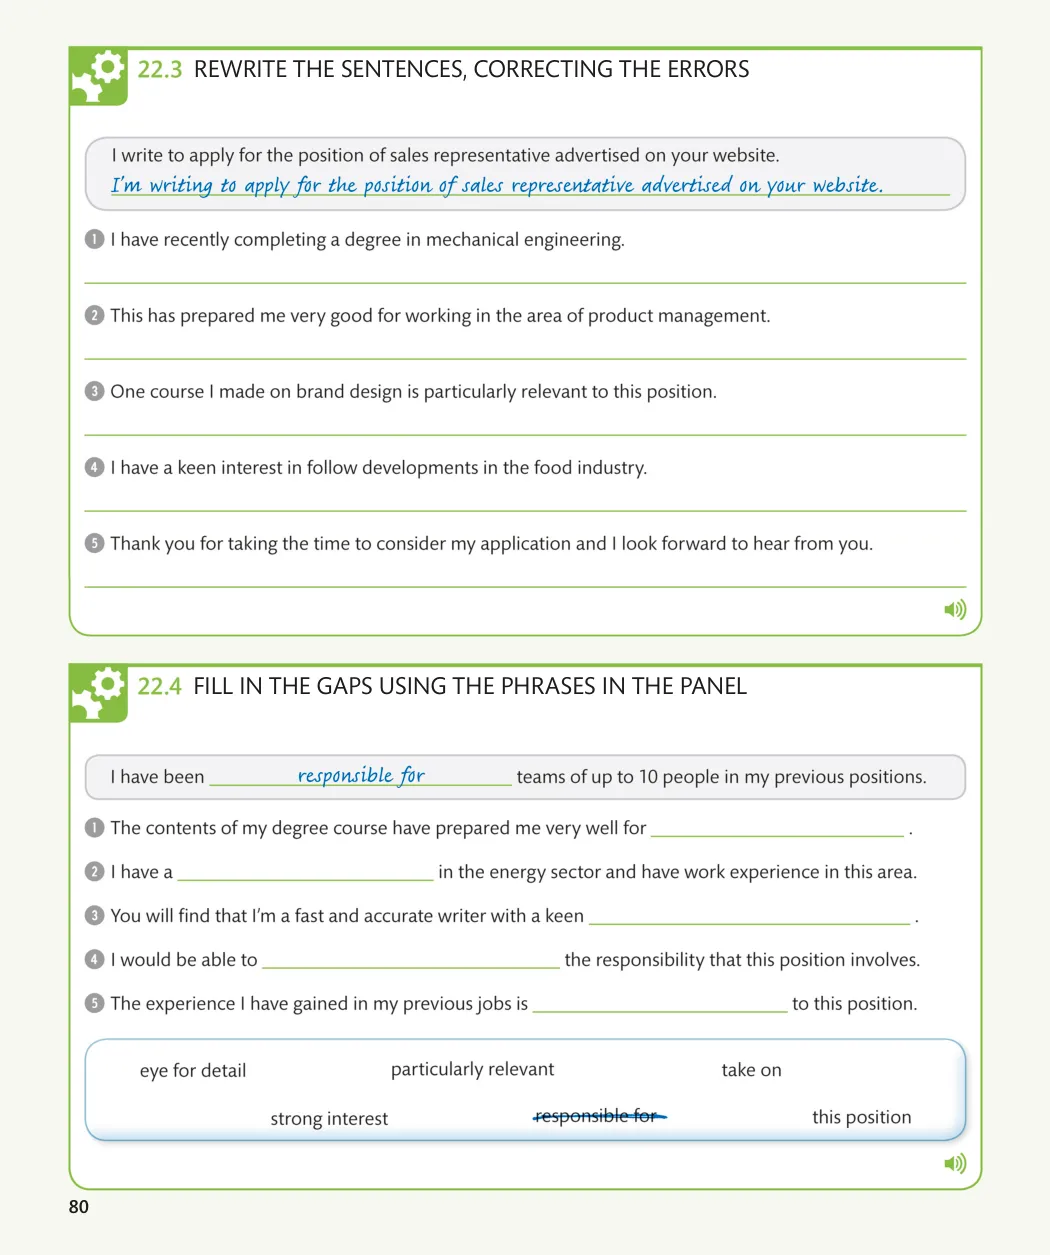 22.3 REWRITE THE SENTENCES, CORRECTING THE ERRORS
I write to apply for the position of sales representative advertised on your website.
I'm writing to apply for the position of sales representative advertised on your website.
1 I have recently completing a degree in mechanical engineering.
2 This has prepared me very good for working in the area of product management.
3 One course I made on brand design is particularly relevant to this position.
4 I have a keen interest in follow developments in the food industry.
5 Thank you for taking the time to consider my application and I look forward to hear from you.
22.4 FILL IN THE GAPS USING THE PHRASES IN THE PANEL
I have been responsible for teams of up to 10 people in my previous positions.
1 The contents of my degree course have prepared me very well for .
2 I have a in the energy sector and have work experience in this area.
3 You will find that I'm a fast and accurate writer with a keen .
4 I would be able to the responsibility that this position involves.
5 The experience I have gained in my previous jobs is to this position.
eye for detail particularly relevant take on
strong interest responsible for this position
80